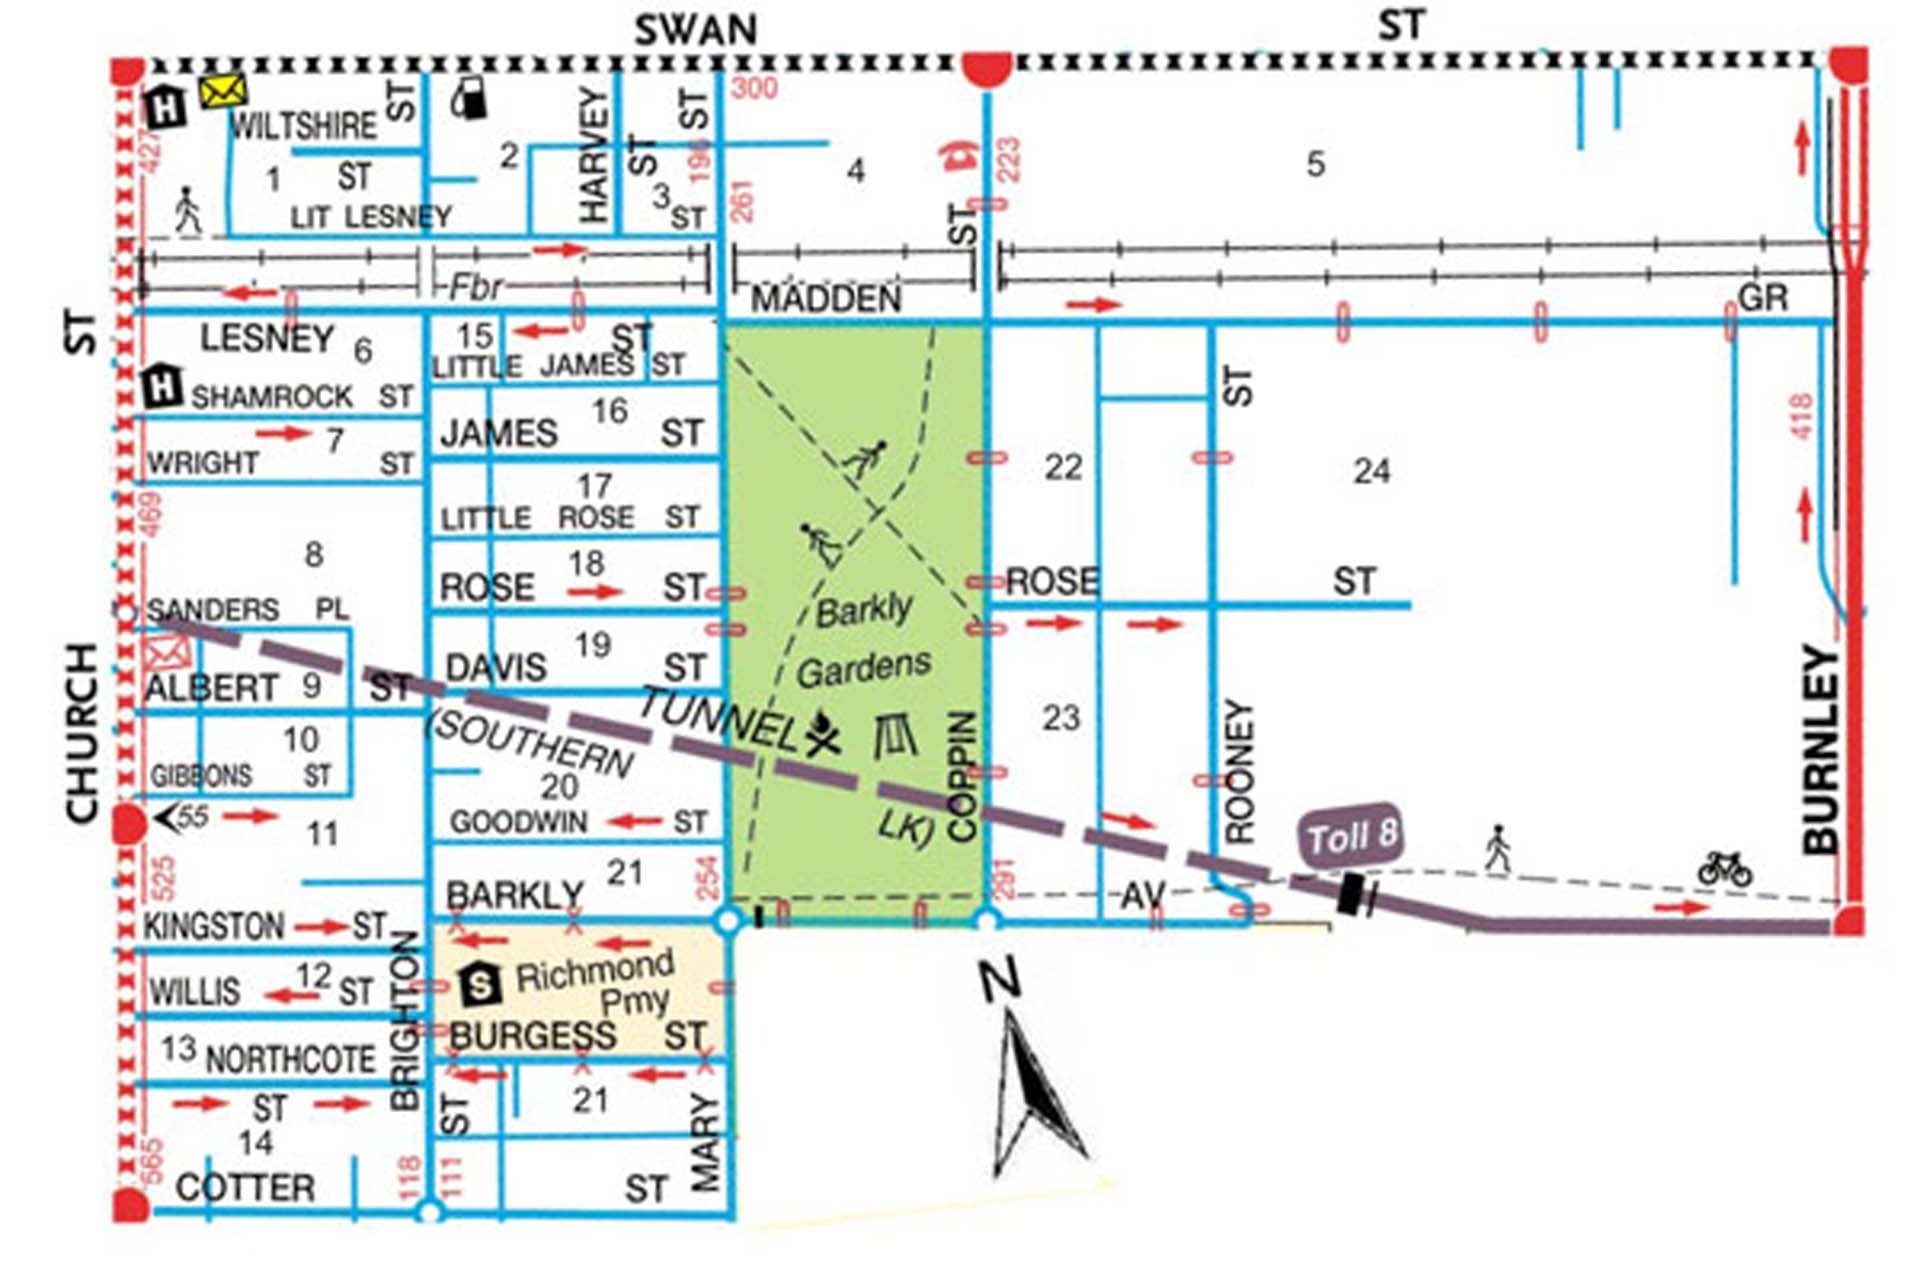 SWAN ST
H
WILTSHIRE ST
ST
300
427
1
ST
2
HARVEY
ST
3
ST
196
ST
261
4
223
5
LIT LESNEY
ST
Fbr
MADDEN
GR
ST
LESNEY
6
15
ST
LITTLE JAMES ST
H
SHAMROCK ST
16
ST
418
7
JAMES ST
WRIGHT ST
17
22
24
469
LITTLE ROSE ST
8
18
ROSE ST
ROSE ST
SANDERS PL
Barkly
19
Gardens
DAVIS ST
ALBERT 9 ST
TUNNEL
(SOUTHERN
LK)
23
CHURCH
10
GIBBONS ST
20
COPPIN
ROONEY
BURNLEY
55
GOODWIN ST
Toll 8
11
525
BARKLY 21
254
291
AV
KINGSTON ST
S
Richmond
Pmy
N
WILLIS 12 ST
BRIGHTON
BURGESS ST
13 NORTHCOTE
ST
ST
21
MARY
14
565
118
111
COTTER ST